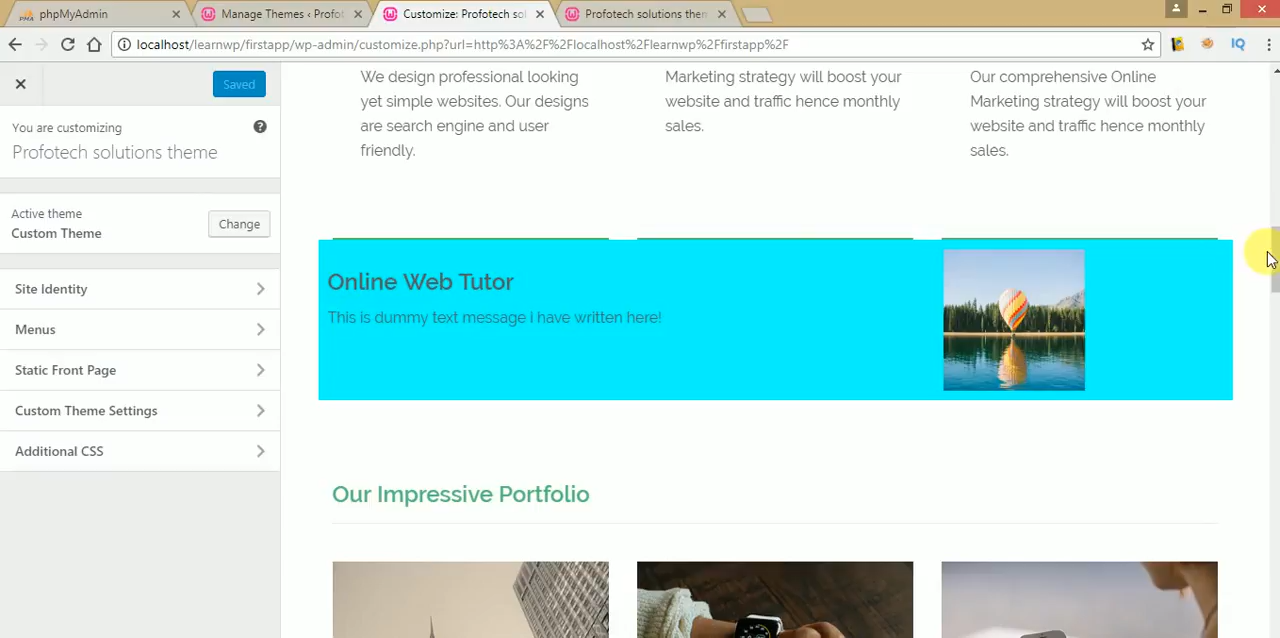 phpMyAdmin
Manage Themes ‹ Profot
Customize: Profotech sol
Profotech solutions then
localhost/learnwp/firstapp/wp-admin/customize.php?url=http%3A%2F%2Flocalhost%2Flearnwp%2Ffirstapp%2F
IQ
Saved
You are customizing
Profotech solutions theme
Active theme
Custom Theme
Change
Site Identity
Menus
Static Front Page
Custom Theme Settings
Additional CSS
We design professional looking
yet simple websites. Our designs
are search engine and user
friendly.
Marketing strategy will boost your
website and traffic hence monthly
sales.
Our comprehensive Online
Marketing strategy will boost your
website and traffic hence monthly
sales.
Online Web Tutor
This is dummy text message i have written here!
Our Impressive Portfolio